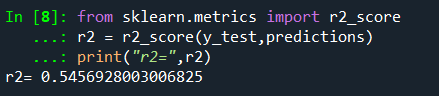 In [8]: from sklearn.metrics import r2_score
   ...: r2 = r2_score(y_test,predictions)
   ...: print("r2=",r2)
r2= 0.5456928003006825